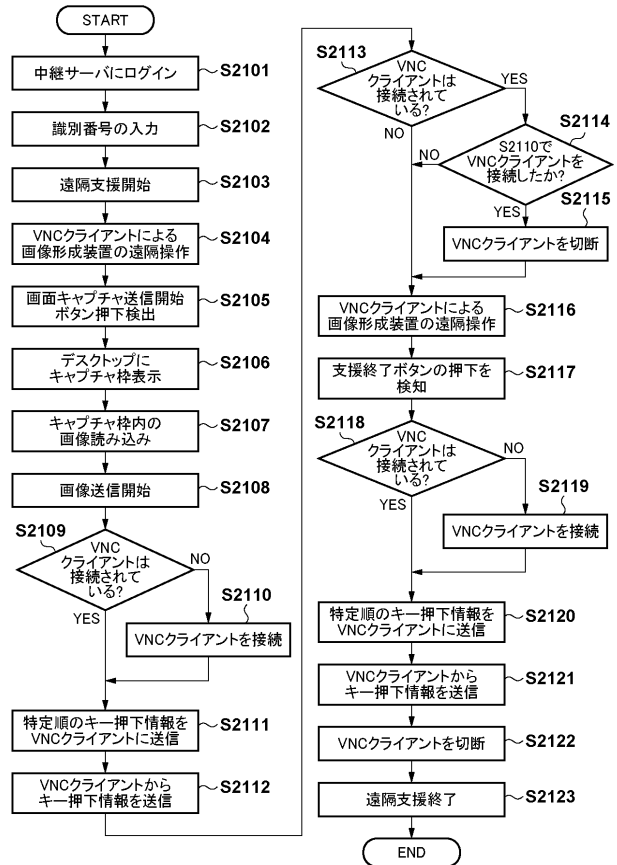 START
中継サーバにログイン
S2101
識別番号の入力
S2102
遠隔支援開始
S2103
VNCクライアントによる
画像形成装置の遠隔操作
S2104
画面キャプチャ送信開始
ボタン押下検出
S2105
デスクトップに
キャプチャ枠表示
S2106
キャプチャ枠内の
画像読み込み
S2107
画像送信開始
S2108
S2109
VNC
クライアントは
接続されて
いる?
NO
YES
S2110
VNCクライアントを接続
特定順のキー押下情報を
VNCクライアントに送信
S2111
VNCクライアントから
キー押下情報を送信
S2112
S2113
VNC
クライアントは
接続されて
いる?
YES
NO
S2114
S2110で
VNCクライアントを
接続したか?
NO
YES
S2115
VNCクライアントを切断
VNCクライアントによる
画像形成装置の遠隔操作
S2116
支援終了ボタンの押下を
検知
S2117
S2118
VNC
クライアントは
接続されて
いる?
NO
YES
S2119
VNCクライアントを接続
特定順のキー押下情報を
VNCクライアントに送信
S2120
VNCクライアントから
キー押下情報を送信
S2121
VNCクライアントを切断
S2122
遠隔支援終了
S2123
END